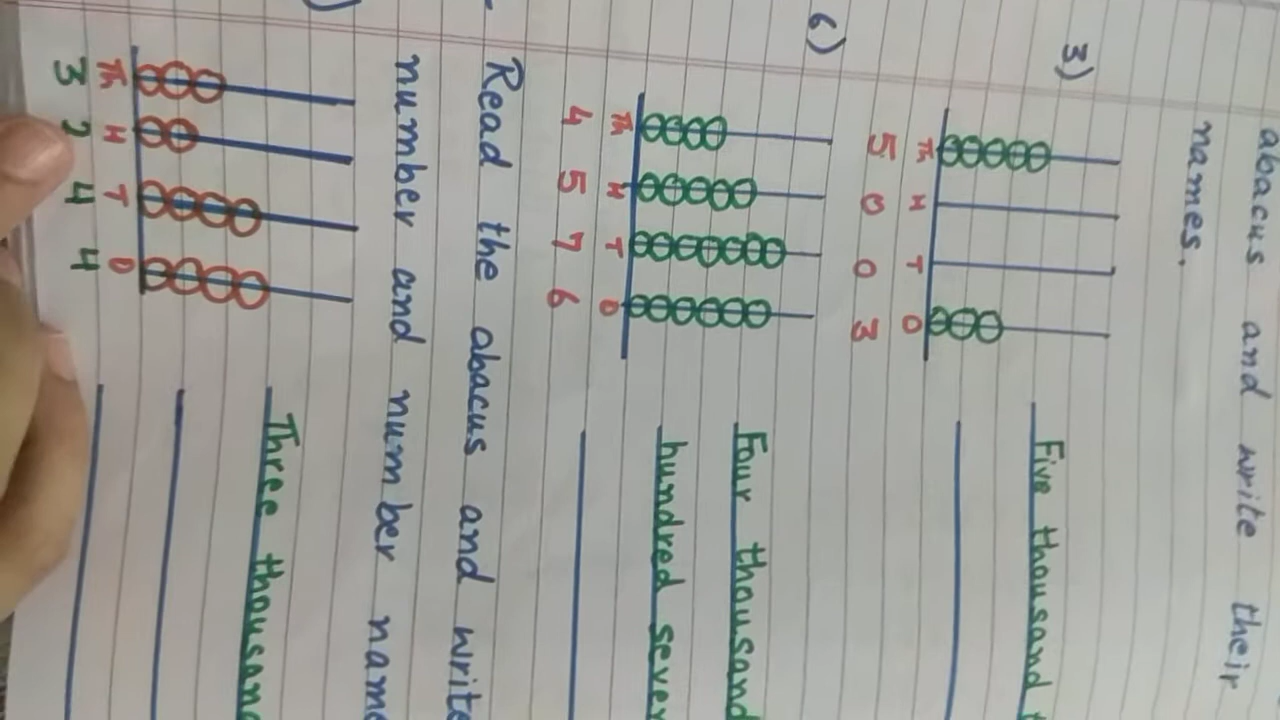 abacus and write their
names.
3)
Th H T O
5 0 0 3
Five thousand
6)
Th H T O
4 5 7 6
Four thousand
hundred
Read the abacus and write
number and number name
Th H T O
3 2 4 4
Three thousand